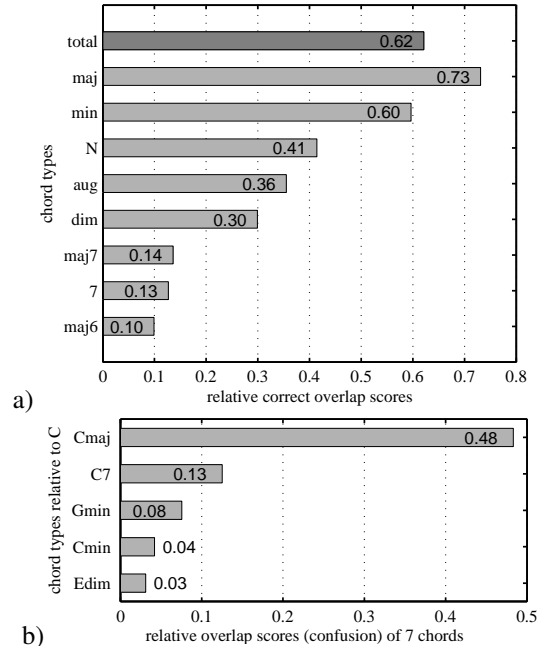 total 0.62
maj 0.73
min 0.60
N 0.41
aug 0.36
dim 0.30
maj7 0.14
7 0.13
maj6 0.10
chord types
0 0.1 0.2 0.3 0.4 0.5 0.6 0.7 0.8
relative correct overlap scores
a)
Cmaj 0.48
C7 0.13
Gmin 0.08
Cmin 0.04
Edim 0.03
chord types relative to C
0 0.1 0.2 0.3 0.4 0.5
relative overlap scores (confusion) of 7 chords
b)